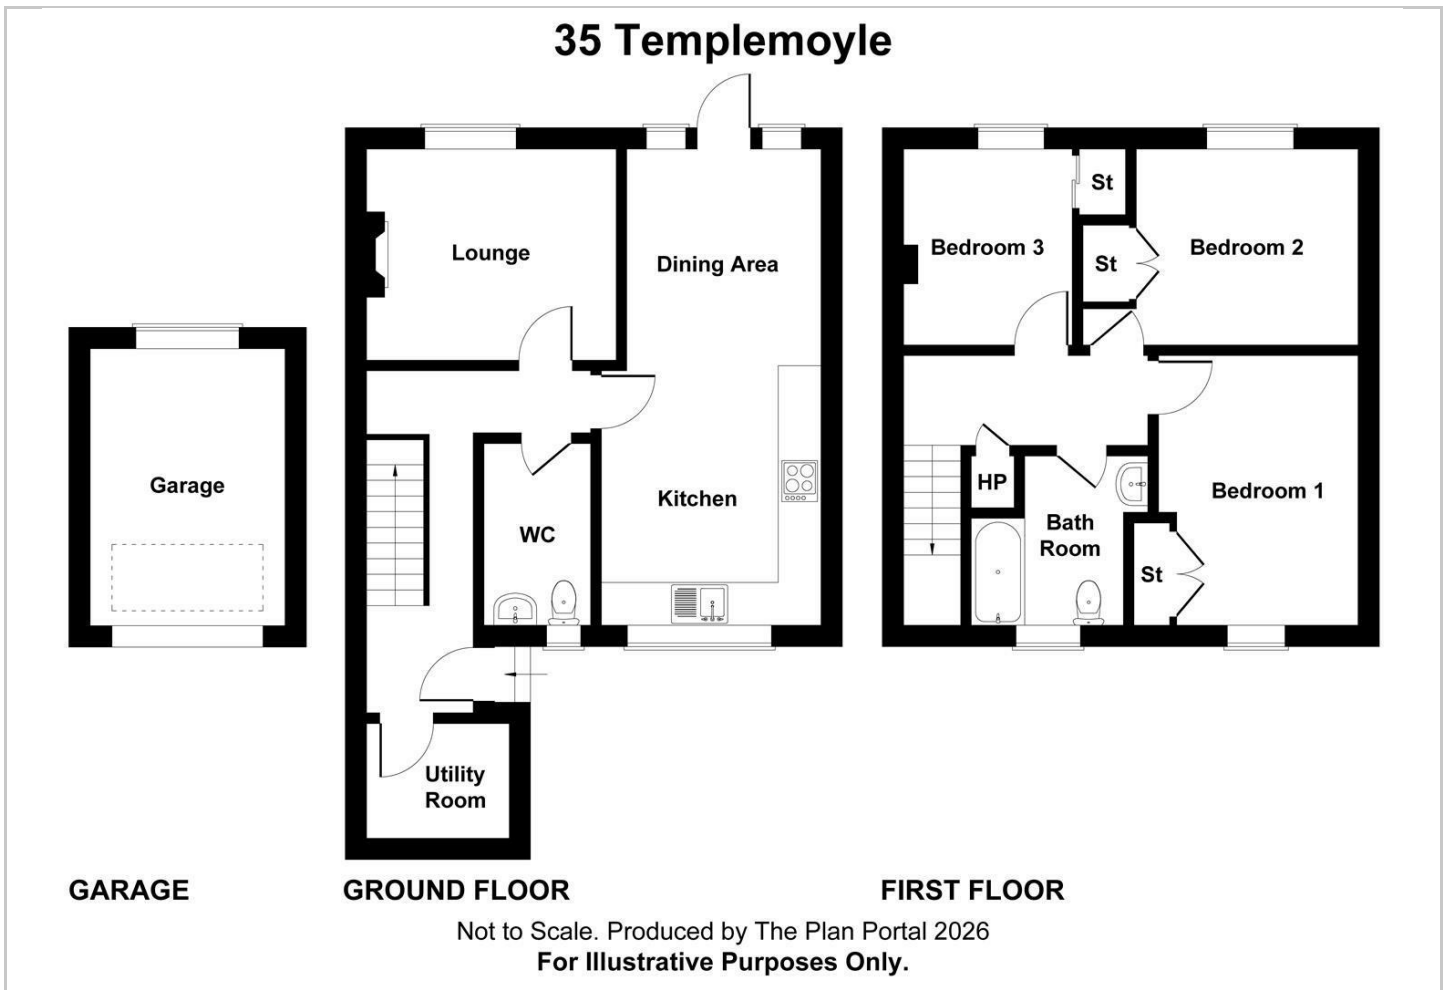 35 Templemoyle
Lounge
Dining Area
Kitchen
WC
Utility
Room
Garage
St
St
Bedroom 3
Bedroom 2
HP
Bath
Room
Bedroom 1
St
GARAGE
GROUND FLOOR
FIRST FLOOR
Not to Scale. Produced by The Plan Portal 2026
For Illustrative Purposes Only.